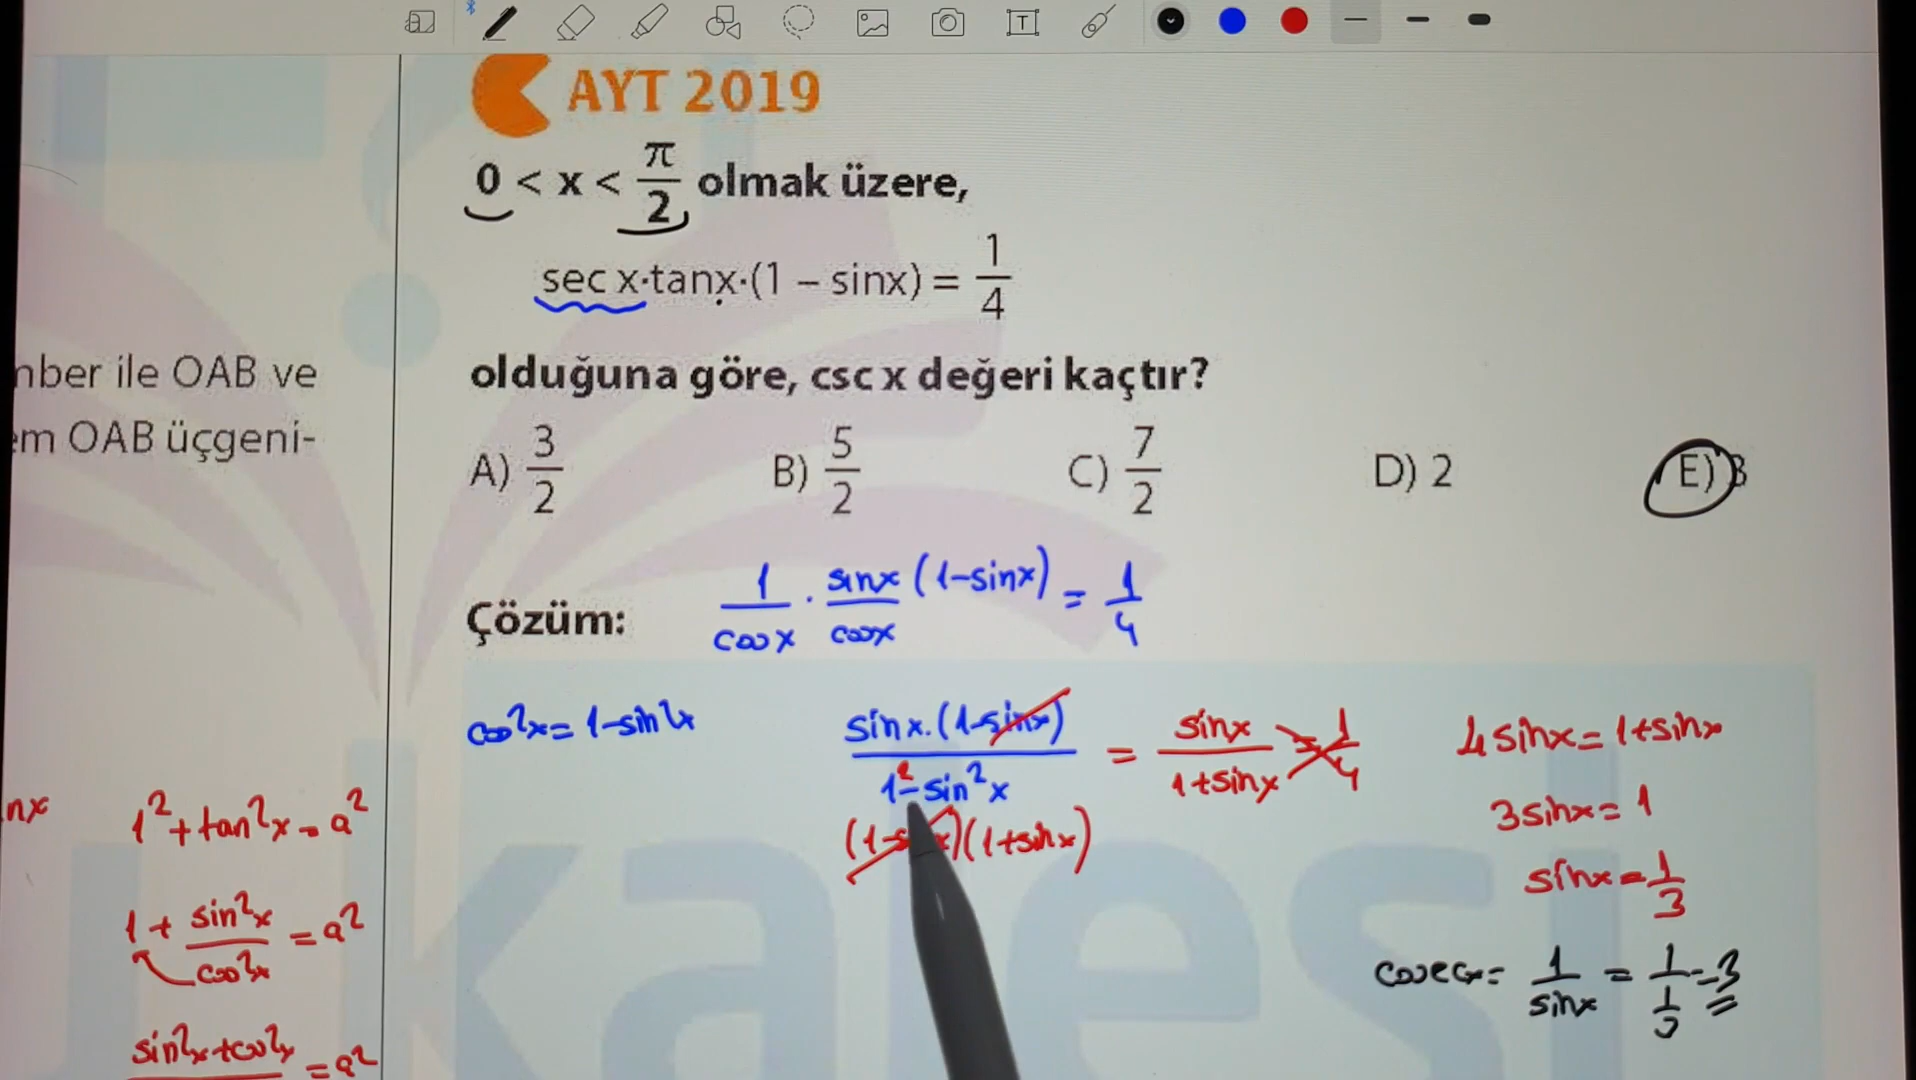 AYT 2019
0 < x < π/2 olmak üzere,
sec x·tanx·(1 – sinx) = 1/4
olduğuna göre, csc x değeri kaçtır?
A) 3/2 B) 5/2 C) 7/2 D) 2 E) 3
Çözüm:
1/cosx · sinx/cosx (1-sinx) = 1/4
cos²x = 1-sin²x
sinx.(1-sinx)/1²-sin²x = sinx/1+sinx = 1/4
(1-sinx)(1+sinx)
4sinx = 1+sinx
3sinx = 1
sinx = 1/3
cosecx = 1/sinx = 1/(1/3) = 3
mber ile OAB ve
em OAB üçgeni-
nx
1²+tan²x = a²
1 + sin²x/cos²x = a²
sin²x+cos²x = a²